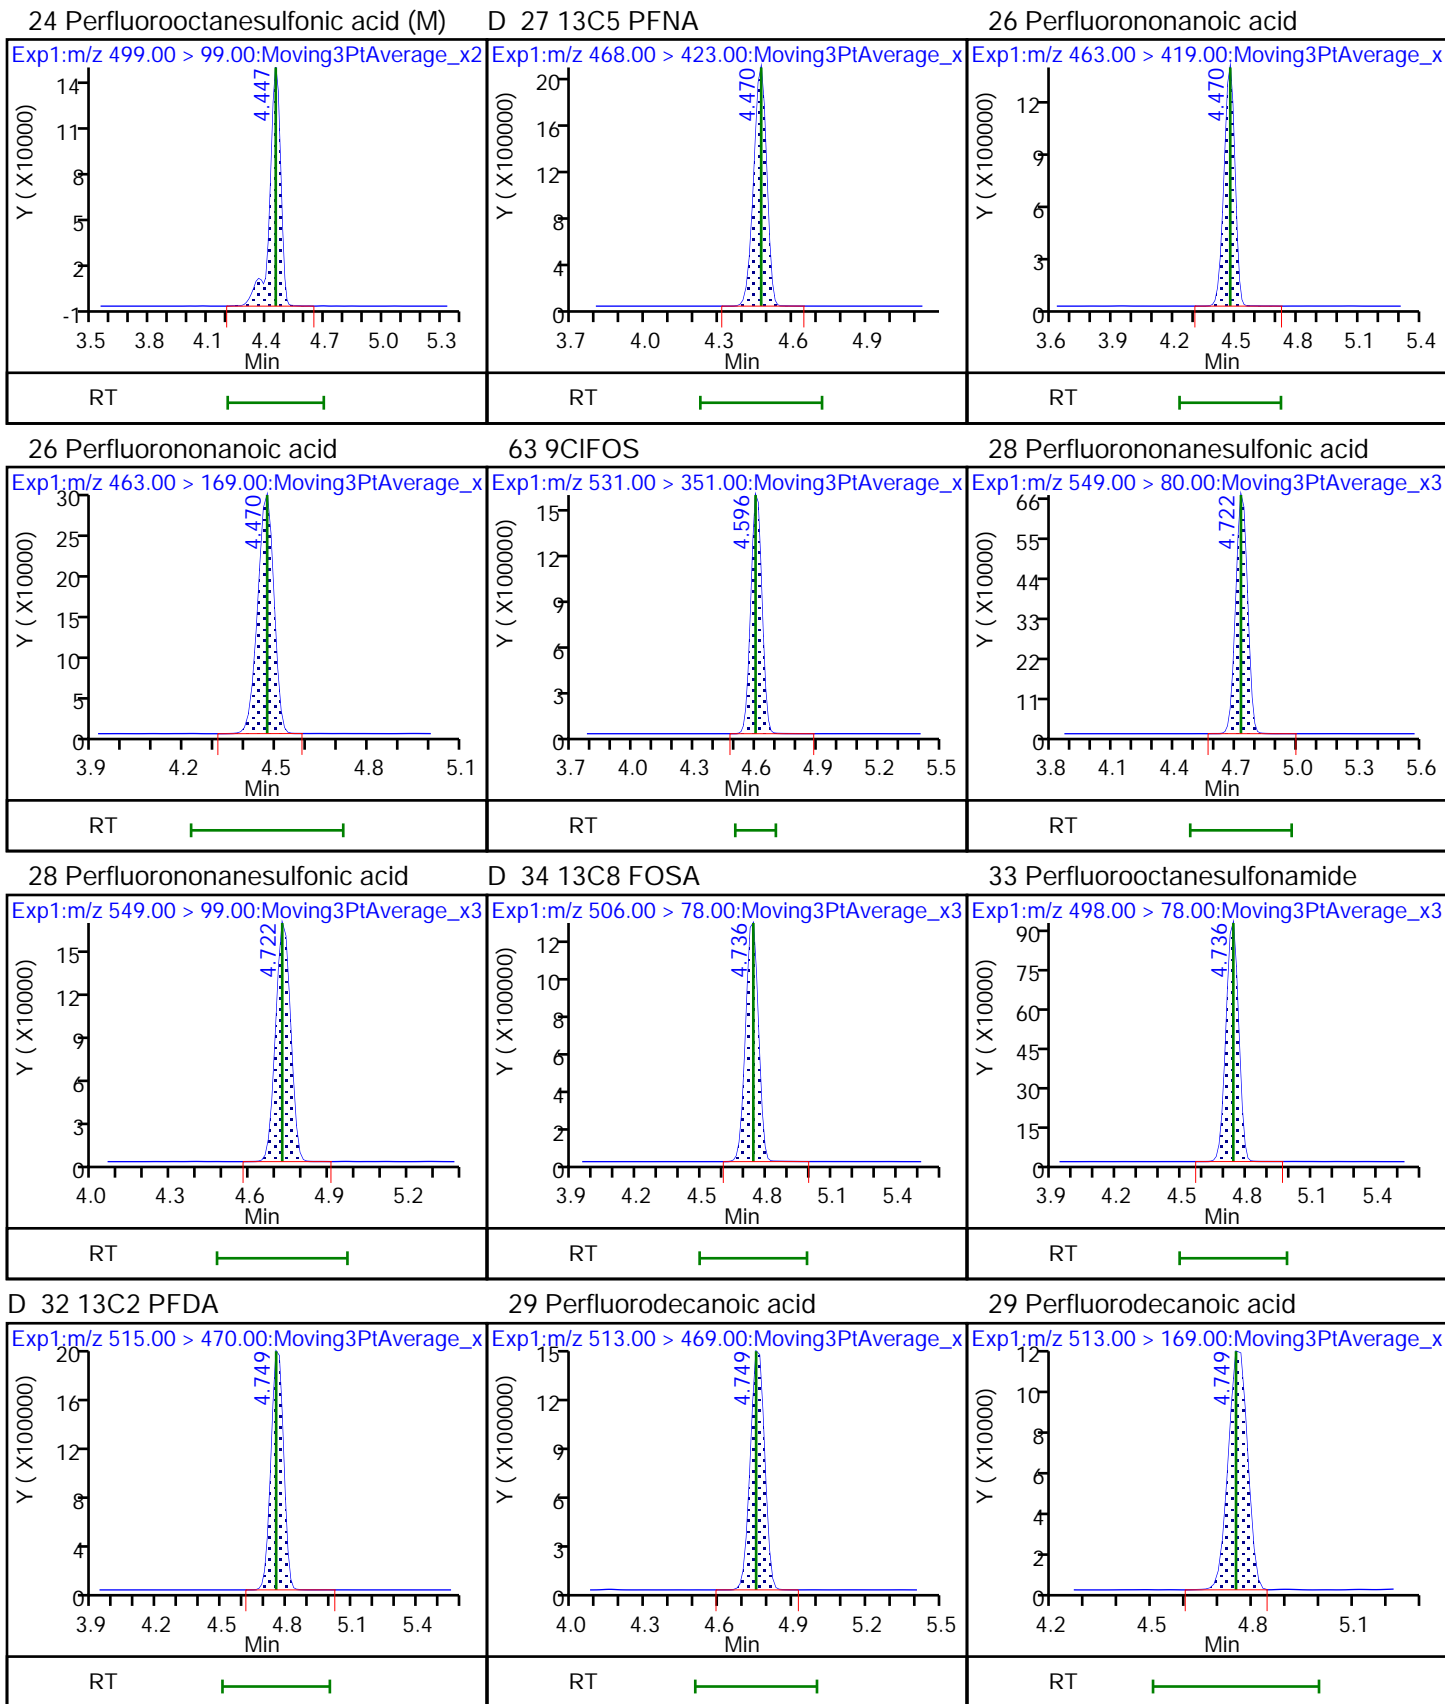 24 Perfluorooctanesulfonic acid (M)
Exp1:m/z 499.00 > 99.00:Moving3PtAverage_x2
4.447
Y ( X100000)
14
11
8
5
2
-1
3.5 3.8 4.1 4.4 4.7 5.0 5.3
Min
RT
D 27 13C5 PFNA
Exp1:m/z 468.00 > 423.00:Moving3PtAverage_x
4.470
Y ( X100000)
20
16
12
8
4
0
3.7 4.0 4.3 4.6 4.9
Min
RT
26 Perfluorononanoic acid
Exp1:m/z 463.00 > 419.00:Moving3PtAverage_x
4.470
Y ( X100000)
12
9
6
3
0
3.6 3.9 4.2 4.5 4.8 5.1 5.4
Min
RT
26 Perfluorononanoic acid
Exp1:m/z 463.00 > 169.00:Moving3PtAverage_x
4.470
Y ( X10000)
30
25
20
15
10
5
0
3.9 4.2 4.5 4.8 5.1
Min
RT
63 9ClFOS
Exp1:m/z 531.00 > 351.00:Moving3PtAverage_x
4.596
Y ( X100000)
15
12
9
6
3
0
3.7 4.0 4.3 4.6 4.9 5.2 5.5
Min
RT
28 Perfluorononanesulfonic acid
Exp1:m/z 549.00 > 80.00:Moving3PtAverage_x3
4.722
Y ( X10000)
66
55
44
33
22
11
0
3.8 4.1 4.4 4.7 5.0 5.3 5.6
Min
RT
28 Perfluorononanesulfonic acid
Exp1:m/z 549.00 > 99.00:Moving3PtAverage_x3
4.722
Y ( X10000)
15
12
9
6
3
0
4.0 4.3 4.6 4.9 5.2
Min
RT
D 34 13C8 FOSA
Exp1:m/z 506.00 > 78.00:Moving3PtAverage_x3
4.736
Y ( X100000)
12
10
8
6
4
2
0
3.9 4.2 4.5 4.8 5.1 5.4
Min
RT
33 Perfluorooctanesulfonamide
Exp1:m/z 498.00 > 78.00:Moving3PtAverage_x3
4.736
Y ( X10000)
90
75
60
45
30
15
0
3.9 4.2 4.5 4.8 5.1 5.4
Min
RT
D 32 13C2 PFDA
Exp1:m/z 515.00 > 470.00:Moving3PtAverage_x
4.749
Y ( X100000)
20
16
12
8
4
0
3.9 4.2 4.5 4.8 5.1 5.4
Min
RT
29 Perfluorodecanoic acid
Exp1:m/z 513.00 > 469.00:Moving3PtAverage_x
4.749
Y ( X100000)
15
12
9
6
3
0
4.0 4.3 4.6 4.9 5.2 5.5
Min
RT
29 Perfluorodecanoic acid
Exp1:m/z 513.00 > 169.00:Moving3PtAverage_x
4.749
Y ( X10000)
12
10
8
6
4
2
0
4.2 4.5 4.8 5.1
Min
RT